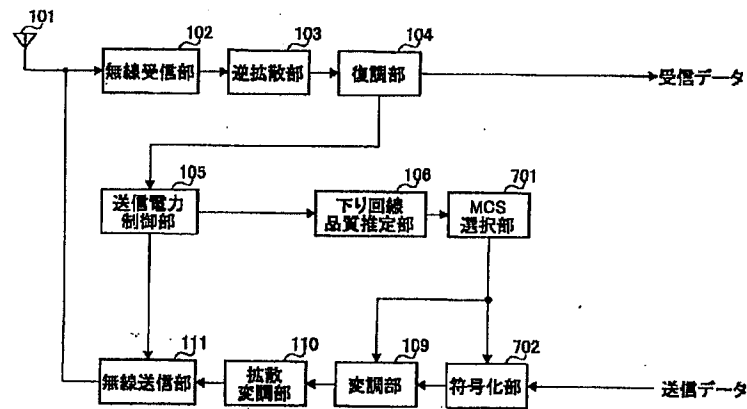 101
102
103
104
無線受信部
逆拡散部
復調部
受信データ
105
106
701
送信電力
制御部
下り回線
品質推定部
MCS
選択部
111
110
109
702
無線送信部
拡散
変調部
変調部
符号化部
送信データ